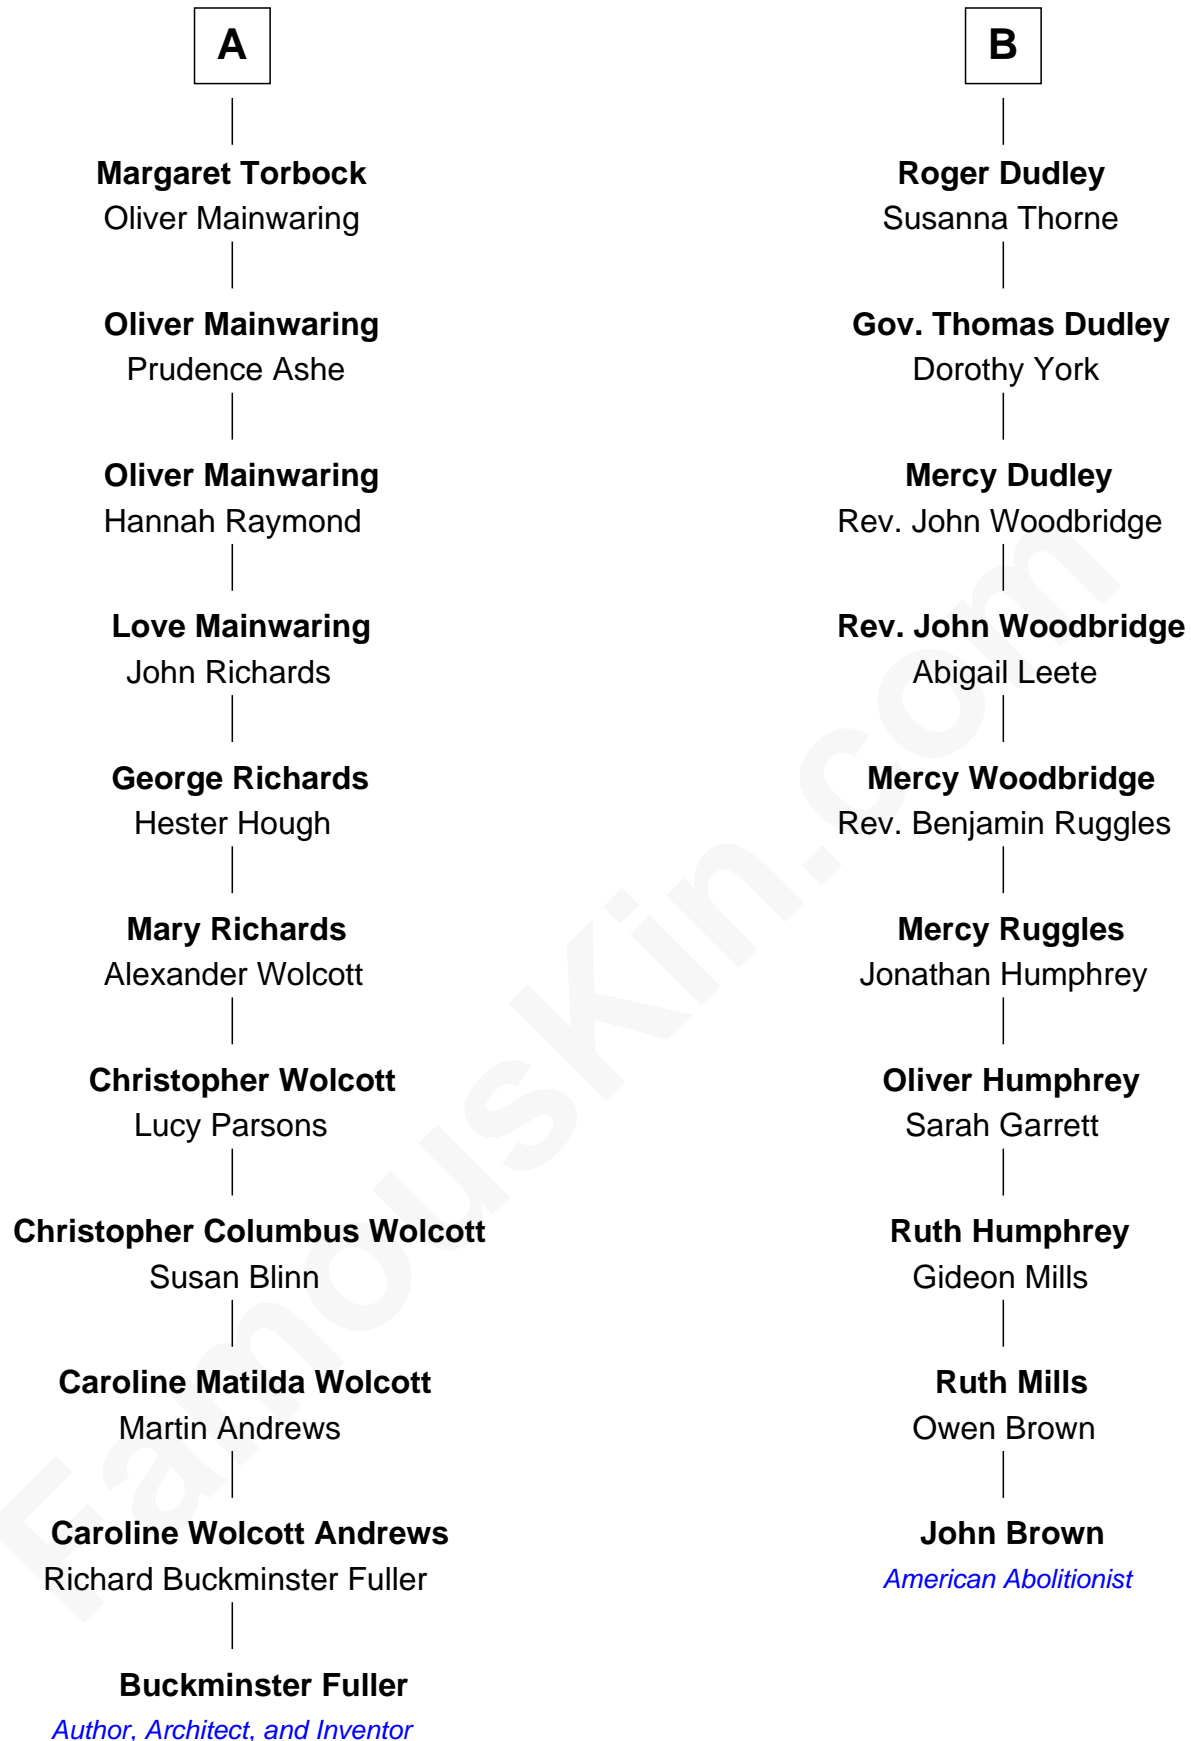 A
Margaret Torbock
Oliver Mainwaring
Oliver Mainwaring
Prudence Ashe
Oliver Mainwaring
Hannah Raymond
Love Mainwaring
John Richards
George Richards
Hester Hough
Mary Richards
Alexander Wolcott
Christopher Wolcott
Lucy Parsons
Christopher Columbus Wolcott
Susan Blinn
Caroline Matilda Wolcott
Martin Andrews
Caroline Wolcott Andrews
Richard Buckminster Fuller
Buckminster Fuller
Author, Architect, and Inventor
B
Roger Dudley
Susanna Thorne
Gov. Thomas Dudley
Dorothy York
Mercy Dudley
Rev. John Woodbridge
Rev. John Woodbridge
Abigail Leete
Mercy Woodbridge
Rev. Benjamin Ruggles
Mercy Ruggles
Jonathan Humphrey
Oliver Humphrey
Sarah Garrett
Ruth Humphrey
Gideon Mills
Ruth Mills
Owen Brown
John Brown
American Abolitionist
FamousKin.com